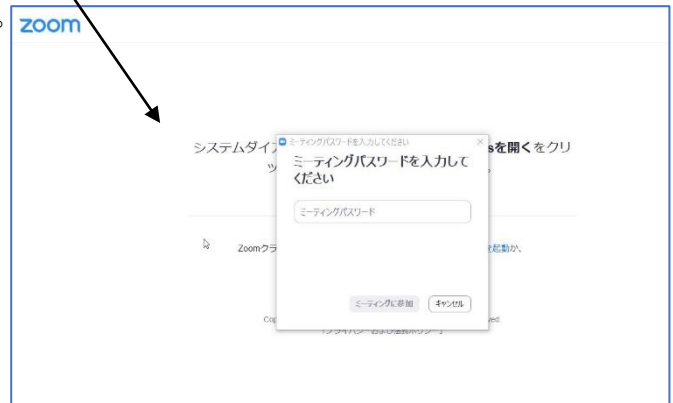 。
zoom
ミーティングパスワードを入力してください
システムダイ
sを開くをクリ
ッ
ミーティングパスワードを入力して
ください
ミーティングパスワード
Zoomクラ
を起動か、
ミーティングに参加
キャンセル
Cop
ved.